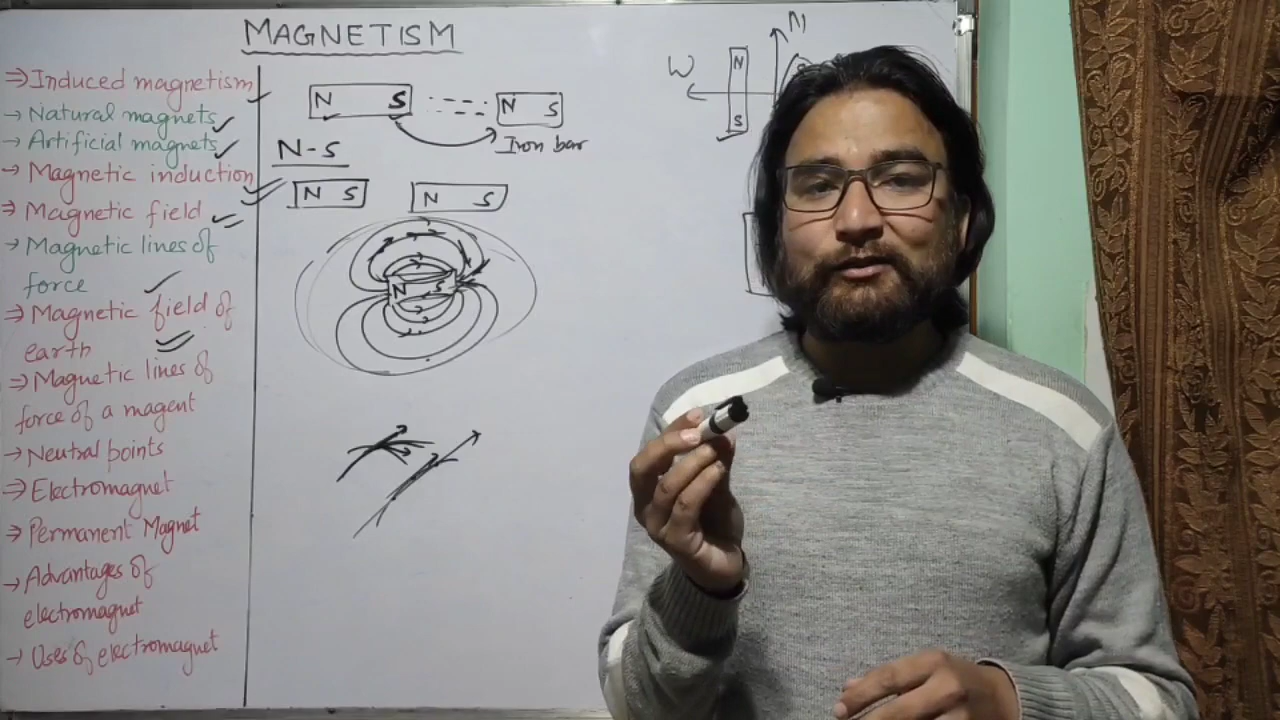 MAGNETISM
⇒ Induced magnetism
→ Natural magnets
→ Artificial magnets
→ Magnetic induction
⇒ Magnetic field
→ Magnetic lines of
force
⇒ Magnetic field of
earth
⇒ Magnetic lines of
force of a magent
→ Neutral points
⇒ Electromagnet
→ Permanent Magnet
→ Advantages of
electromagnet
→ Uses of electromagnet
N S N S
Iron bar
N-S
N S N S
N S
N
W
N
S